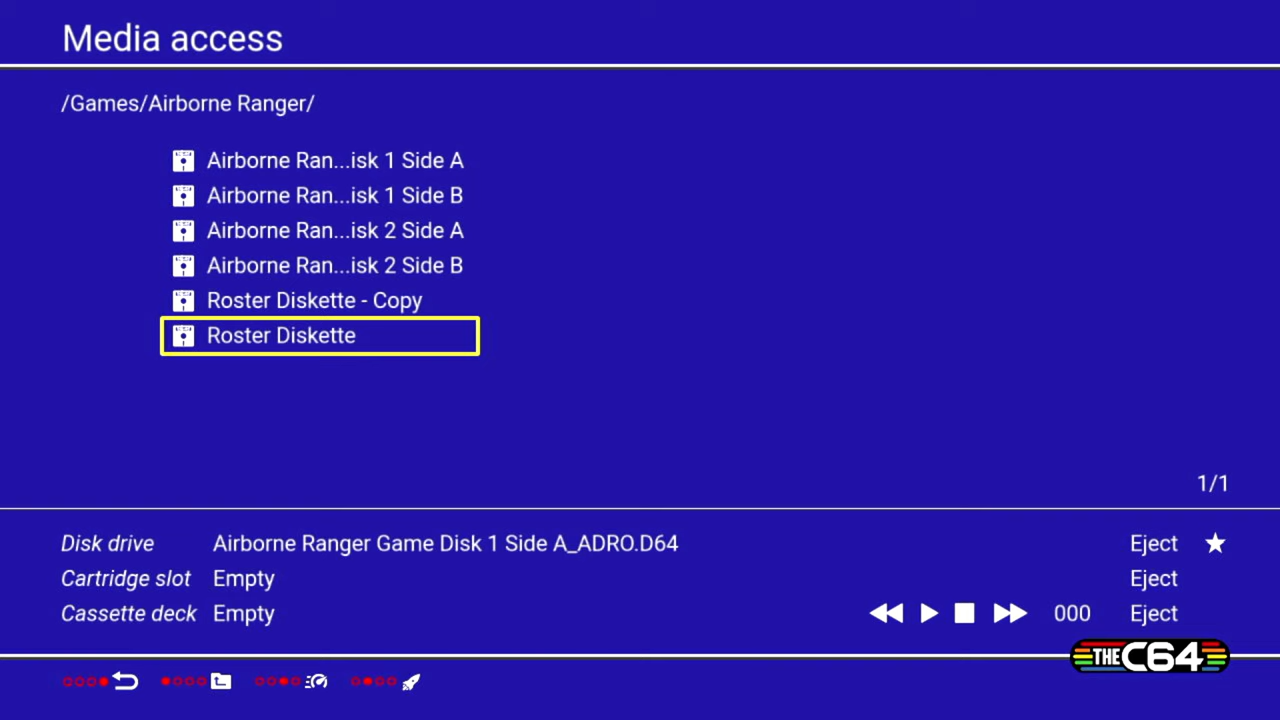 Media access
/Games/Airborne Ranger/
Airborne Ran...isk 1 Side A
Airborne Ran...isk 1 Side B
Airborne Ran...isk 2 Side A
Airborne Ran...isk 2 Side B
Roster Diskette - Copy
Roster Diskette
1/1
Disk drive Airborne Ranger Game Disk 1 Side A_ADRO.D64 Eject
Cartridge slot Empty Eject
Cassette deck Empty 000 Eject
THEC64